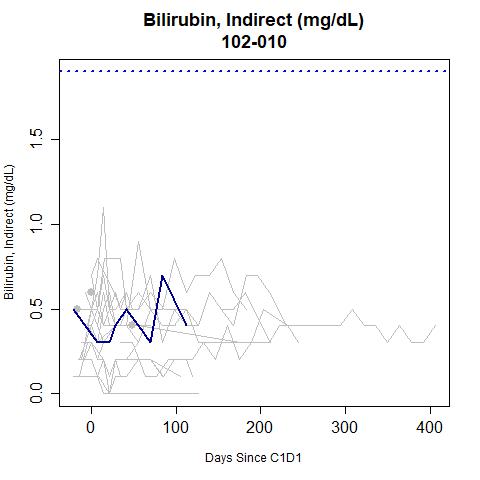 Bilirubin, Indirect (mg/dL)
102-010
Bilirubin, Indirect (mg/dL)
1.5
1.0
0.5
0.0
0 100 200 300 400
Days Since C1D1